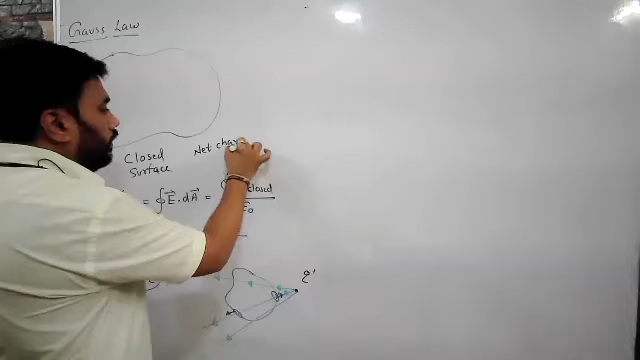 Gauss Law
Closed
Surface
Net char
= ∮ E⃗ . dA⃗ = closed
ε₀